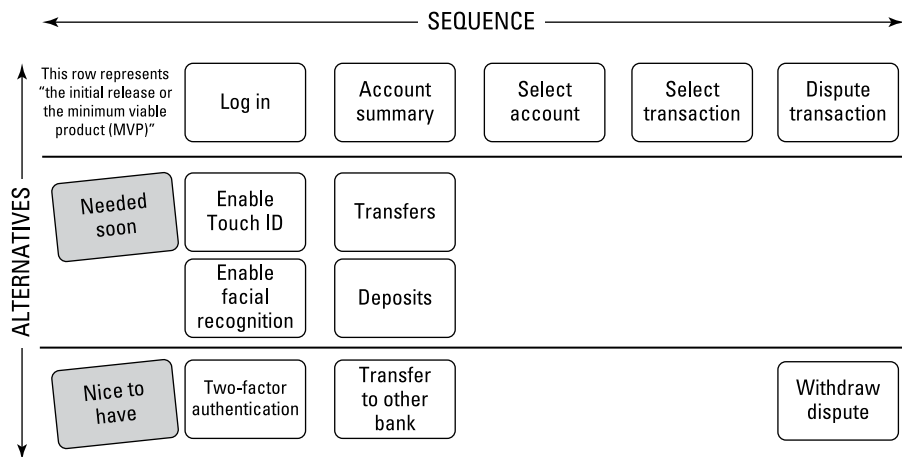 SEQUENCE
ALTERNATIVES
This row represents
“the initial release or
the minimum viable
product (MVP)”
Log in
Account
summary
Select
account
Select
transaction
Dispute
transaction
Needed
soon
Enable
Touch ID
Transfers
Enable
facial
recognition
Deposits
Nice to
have
Two-factor
authentication
Transfer
to other
bank
Withdraw
dispute